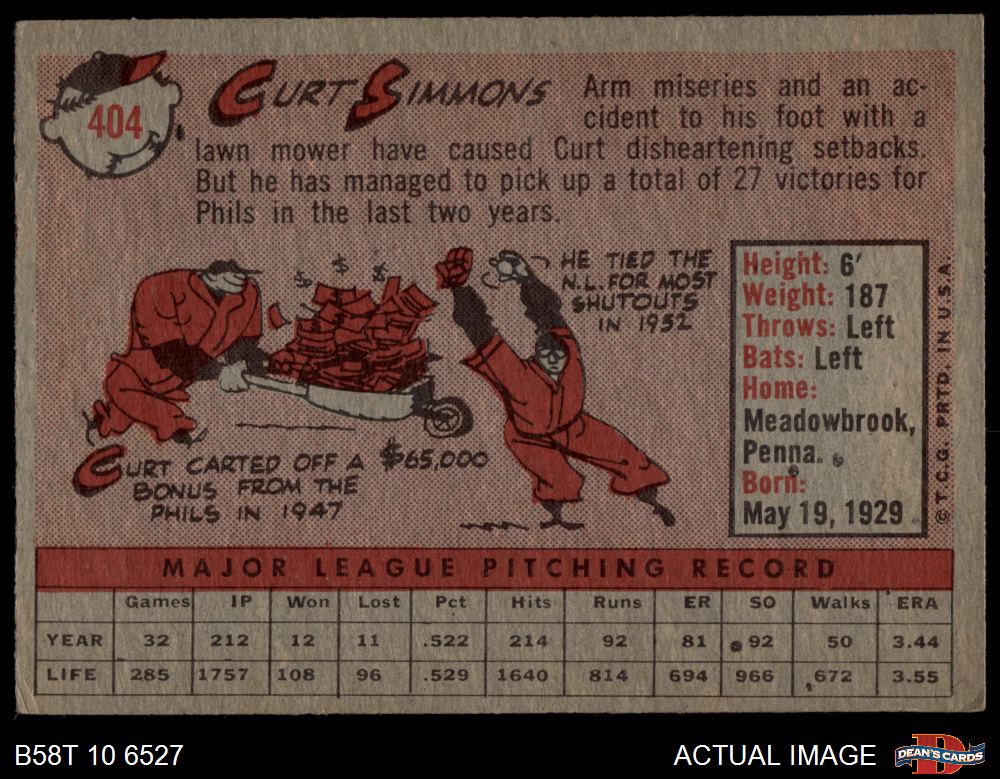 404
CURT SIMMONS
Arm miseries and an ac-
cident to his foot with a
lawn mower have caused Curt disheartening setbacks.
But he has managed to pick up a total of 27 victories for
Phils in the last two years.
$ $ $
HE TIED THE
N.L. FOR MOST
SHUTOUTS
IN 1952
CURT CARTED OFF A $65,000
BONUS FROM THE
PHILS IN 1947
Height: 6'
Weight: 187
Throws: Left
Bats: Left
Home:
Meadowbrook,
Penna.
Born:
May 19, 1929
© T.C.G. PRTD. IN U.S.A.
MAJOR LEAGUE PITCHING RECORD
Games IP Won Lost Pct Hits Runs ER SO Walks ERA
YEAR 32 212 12 11 .522 214 92 81 92 50 3.44
LIFE 285 1757 108 96 .529 1640 814 694 966 672 3.55
B58T 10 6527
ACTUAL IMAGE
D
DEAN'S CARDS